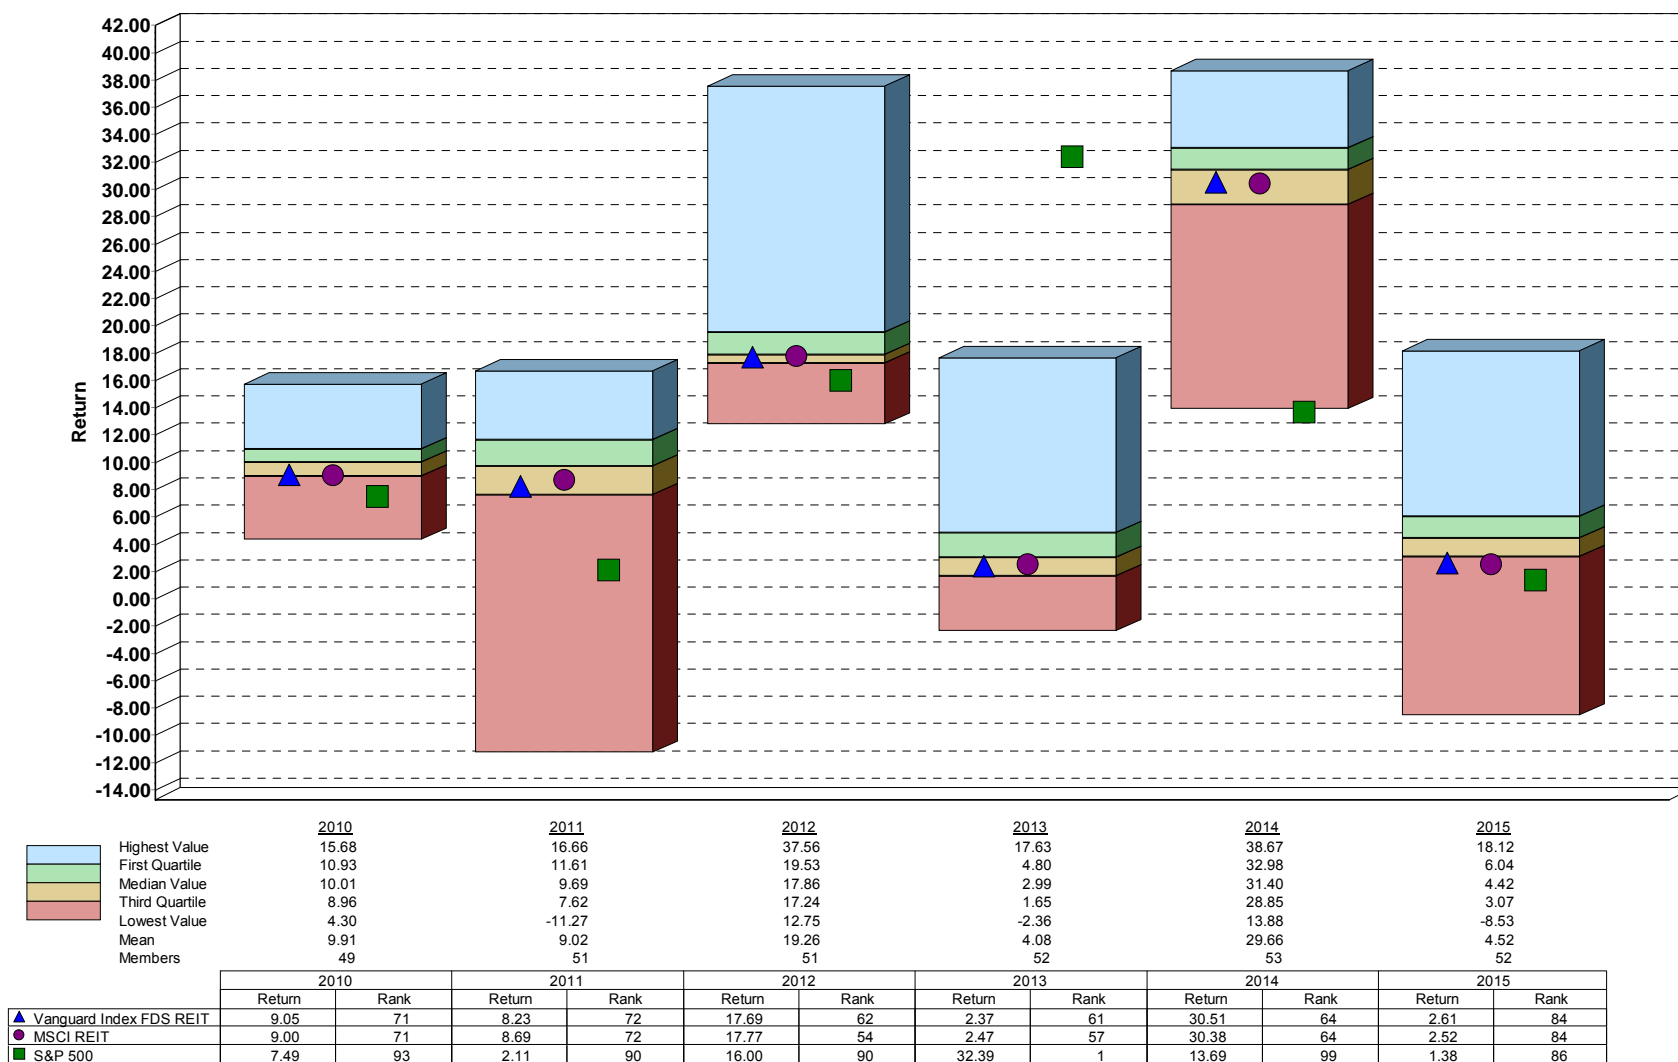 42.00
40.00
38.00
36.00
34.00
32.00
30.00
28.00
26.00
24.00
22.00
20.00
18.00
16.00
14.00
12.00
10.00
8.00
6.00
4.00
2.00
0.00
-2.00
-4.00
-6.00
-8.00
-10.00
-12.00
-14.00
Return
2010 2011 2012 2013 2014 2015
Highest Value 15.68 16.66 37.56 17.63 38.67 18.12
First Quartile 10.93 11.61 19.53 4.80 32.98 6.04
Median Value 10.01 9.69 17.86 2.99 31.40 4.42
Third Quartile 8.96 7.62 17.24 1.65 28.85 3.07
Lowest Value 4.30 -11.27 12.75 -2.36 13.88 -8.53
Mean 9.91 9.02 19.26 4.08 29.66 4.52
Members 49 51 51 52 53 52
2010 2011 2012 2013 2014 2015
Return Rank Return Rank Return Rank Return Rank Return Rank Return Rank
Vanguard Index FDS REIT 9.05 71 8.23 72 17.69 62 2.37 61 30.51 64 2.61 84
MSCI REIT 9.00 71 8.69 72 17.77 54 2.47 57 30.38 64 2.52 84
S&P 500 7.49 93 2.11 90 16.00 90 32.39 1 13.69 99 1.38 86